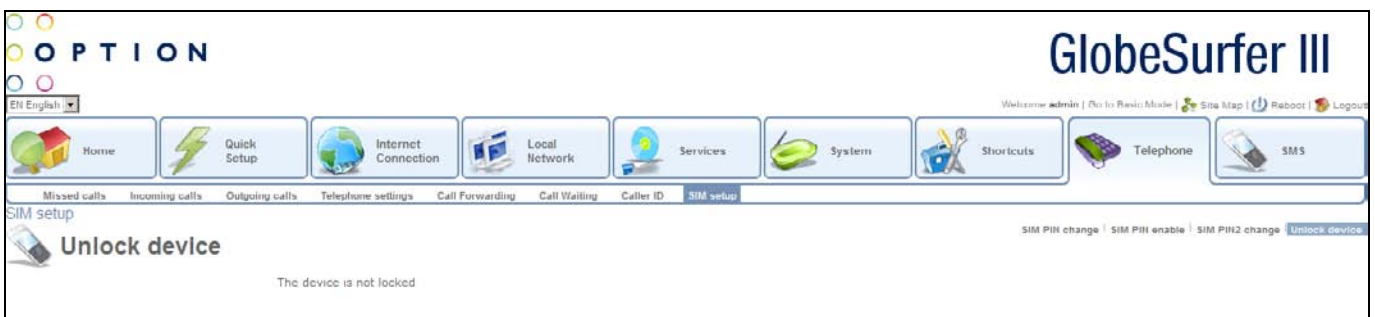 OPTION
GlobeSurfer III
EN English
Welcome admin | Go to Basic Mode | Site Map | Reboot | Logout
Home
Quick Setup
Internet Connection
Local Network
Services
System
Shortcuts
Telephone
SMS
Missed calls Incoming calls Outgoing calls Telephone settings Call Forwarding Call Waiting Caller ID SIM setup
SIM setup
SIM PIN change | SIM PIN enable | SIM PIN2 change | Unlock device
Unlock device
The device is not locked